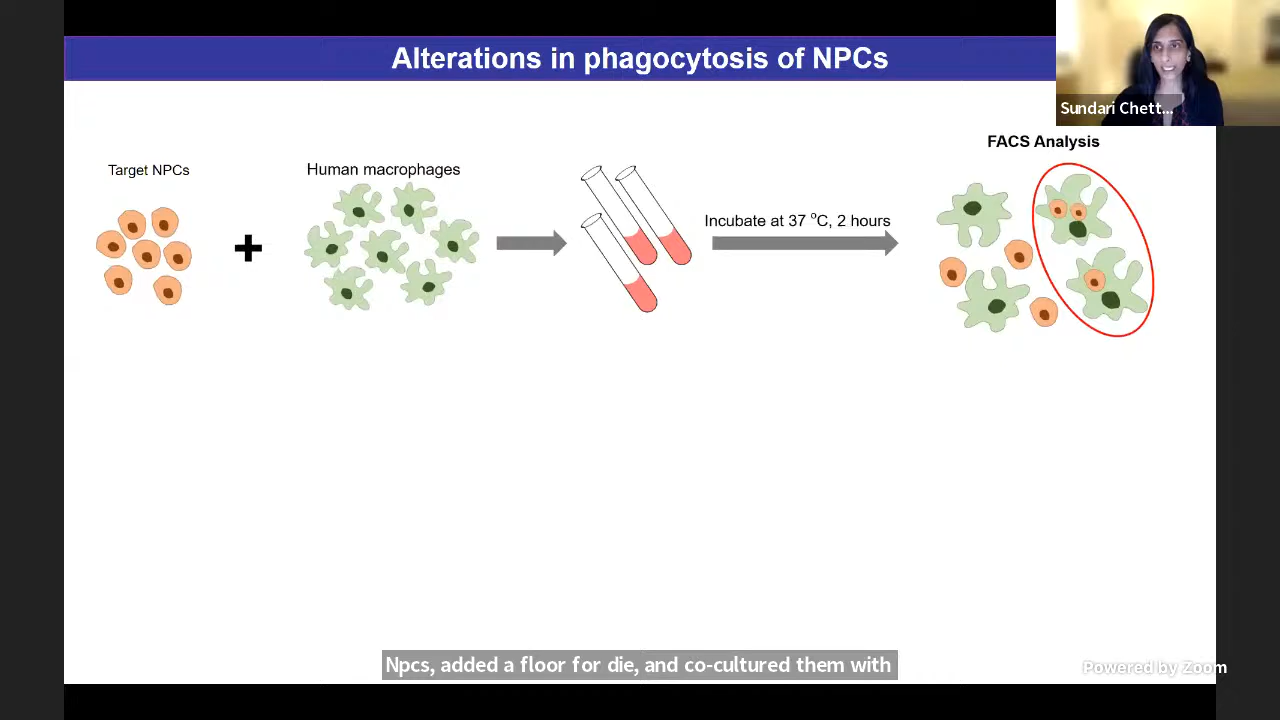 Alterations in phagocytosis of NPCs
Sundari Chett...
FACS Analysis
Target NPCs
Human macrophages
Incubate at 37 °C, 2 hours
Npcs, added a floor for die, and co-cultured them with
Powered by Zoom